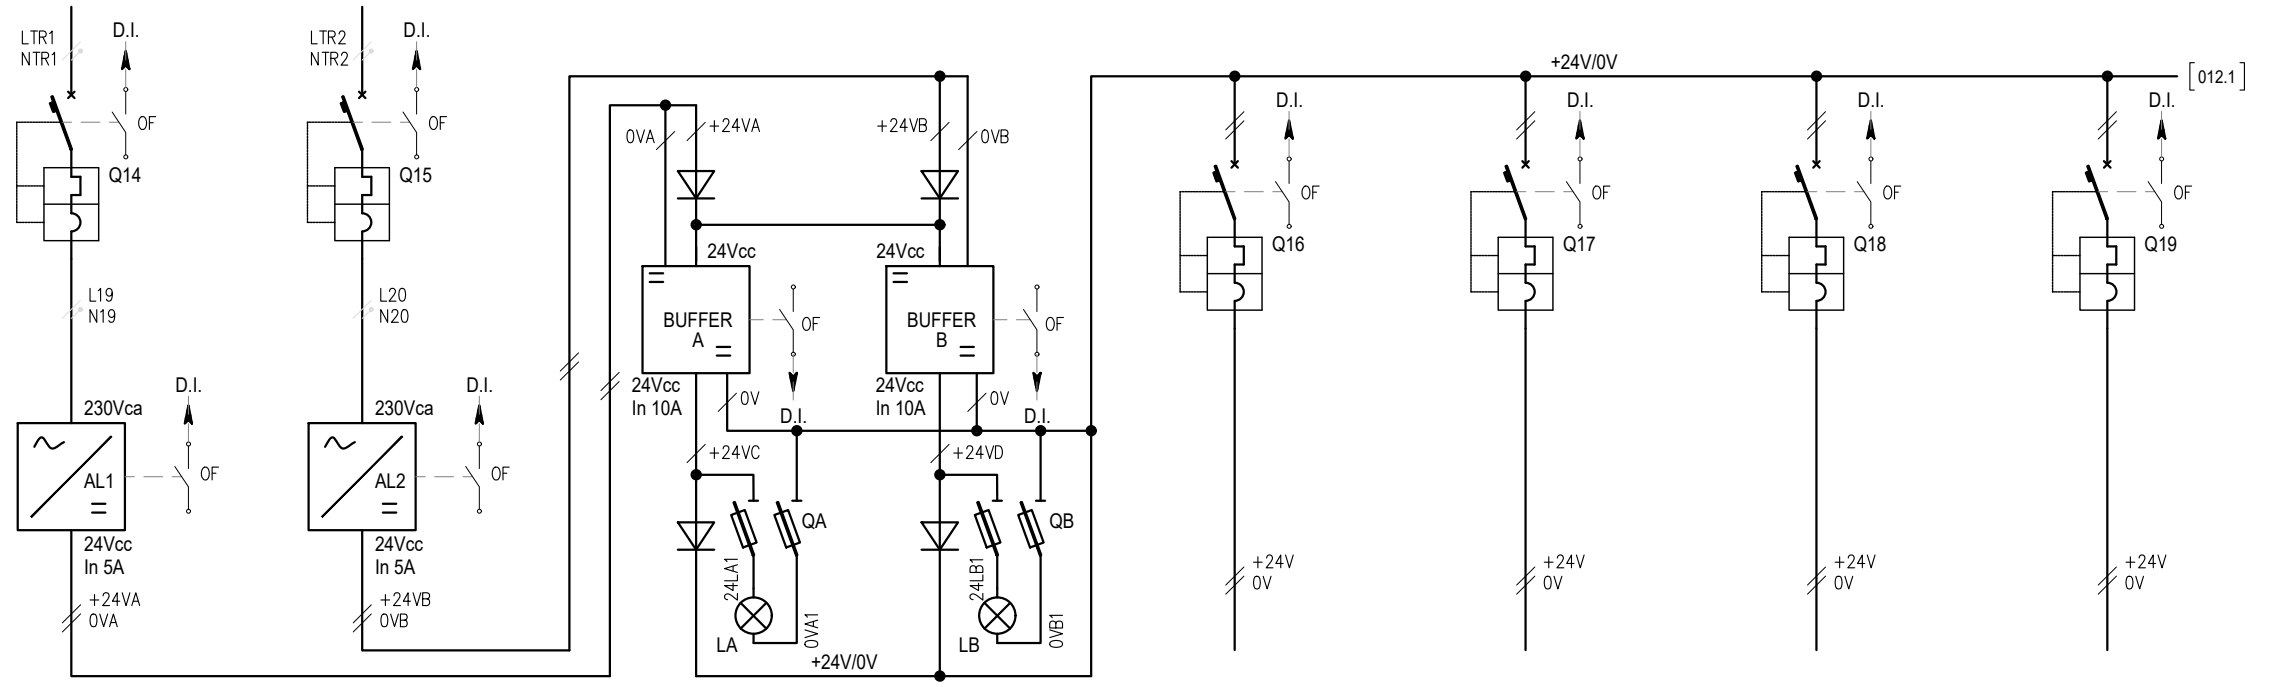 LTR1
NTR1
D.I.
OF
Q14
L19
N19
230Vca
D.I.
AL1
OF
24Vcc
In 5A
+24VA
0VA
LTR2
NTR2
D.I.
OF
Q15
L20
N20
230Vca
D.I.
AL2
OF
24Vcc
In 5A
+24VB
0VB
0VA
+24VA
24Vcc
BUFFER
A
OF
24Vcc
In 10A
0V
D.I.
+24VC
QA
24LA1
0VA1
LA
+24VB
0VB
24Vcc
BUFFER
B
OF
24Vcc
In 10A
0V
D.I.
+24VD
QB
24LB1
0VB1
LB
+24V/0V
+24V/0V
[012.1]
D.I.
OF
Q16
+24V
0V
D.I.
OF
Q17
+24V
0V
D.I.
OF
Q18
+24V
0V
D.I.
OF
Q19
+24V
0V